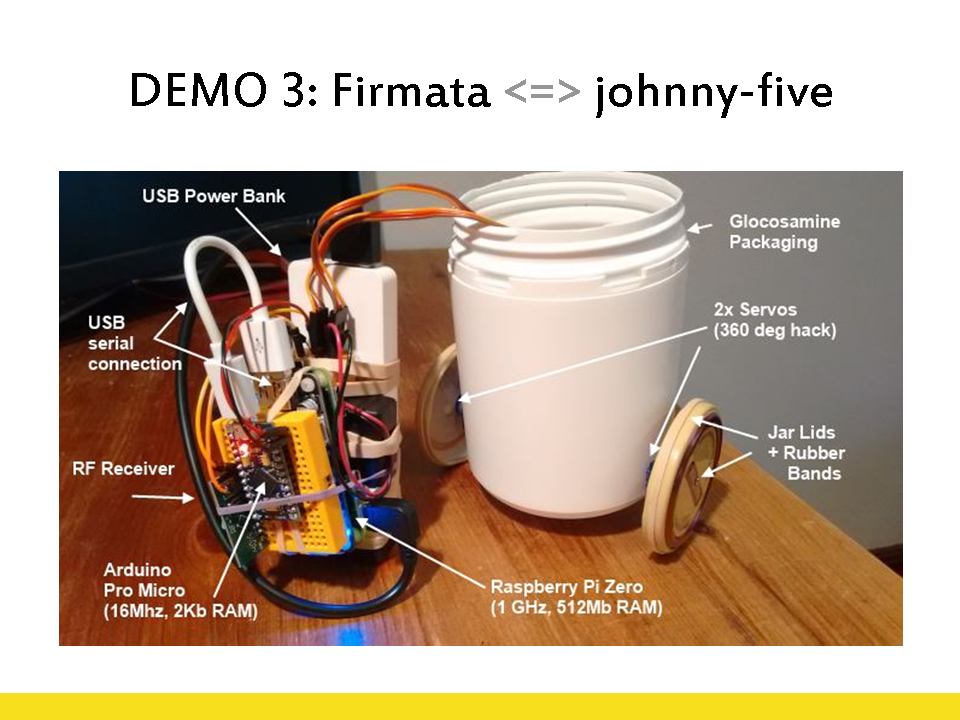 DEMO 3: Firmata <=> johnny-five
USB Power Bank
Glocosamine
Packaging
2x Servos
(360 deg hack)
USB
serial
connection
Jar Lids
+ Rubber
Bands
RF Receiver
Arduino
Pro Micro
(16Mhz, 2Kb RAM)
Raspberry Pi Zero
(1 GHz, 512Mb RAM)